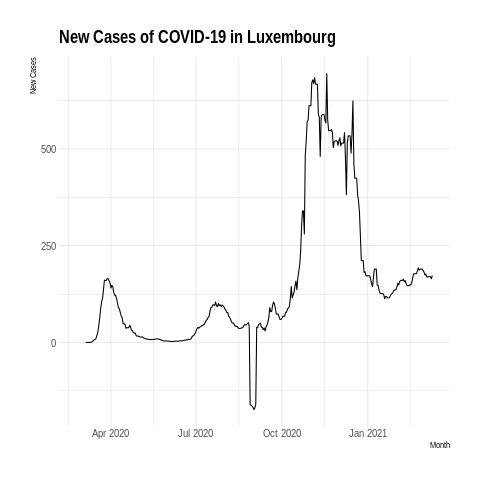 New Cases of COVID-19 in Luxembourg
New Cases
500
250
0
Apr 2020 Jul 2020 Oct 2020 Jan 2021
Month